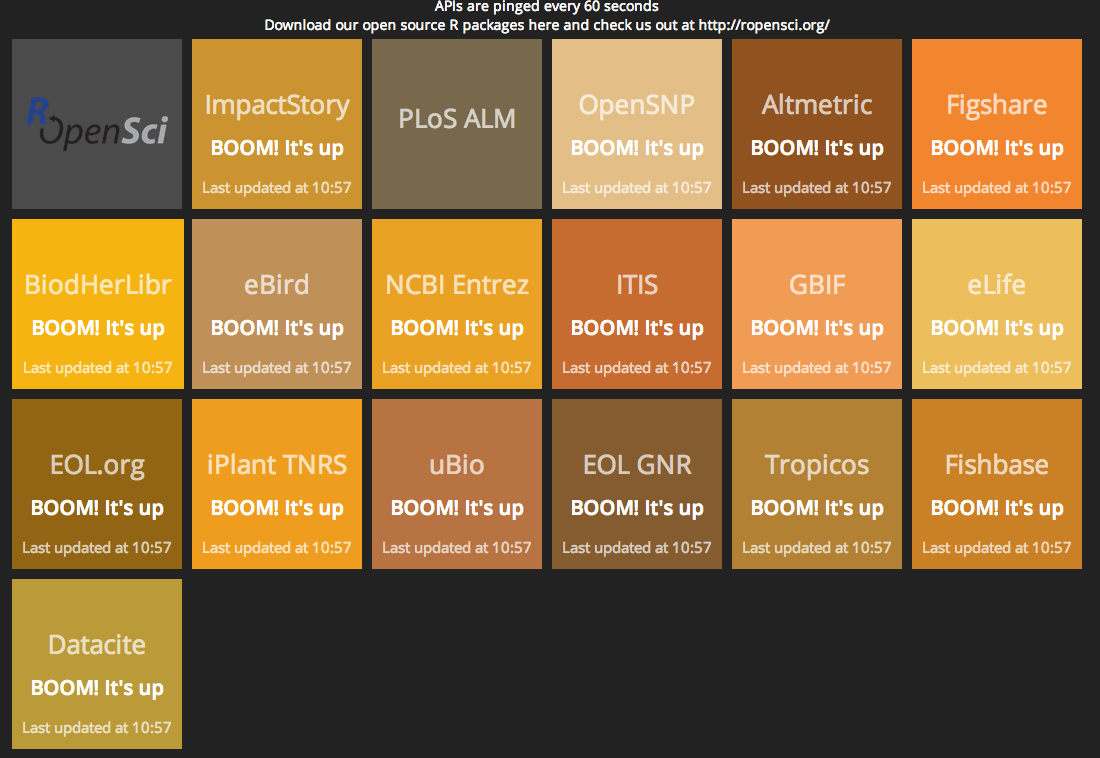 APIs are pinged every 60 seconds
Download our open source R packages here and check us out at http://ropensci.org/
ROpenSci
ImpactStory
BOOM! It's up
Last updated at 10:57
PLoS ALM
OpenSNP
BOOM! It's up
Last updated at 10:57
Altmetric
BOOM! It's up
Last updated at 10:57
Figshare
BOOM! It's up
Last updated at 10:57
BiodHerLibr
BOOM! It's up
Last updated at 10:57
eBird
BOOM! It's up
Last updated at 10:57
NCBI Entrez
BOOM! It's up
Last updated at 10:57
ITIS
BOOM! It's up
Last updated at 10:57
GBIF
BOOM! It's up
Last updated at 10:57
eLife
BOOM! It's up
Last updated at 10:57
EOL.org
BOOM! It's up
Last updated at 10:57
iPlant TNRS
BOOM! It's up
Last updated at 10:57
uBio
BOOM! It's up
Last updated at 10:57
EOL GNR
BOOM! It's up
Last updated at 10:57
Tropicos
BOOM! It's up
Last updated at 10:57
Fishbase
BOOM! It's up
Last updated at 10:57
Datacite
BOOM! It's up
Last updated at 10:57